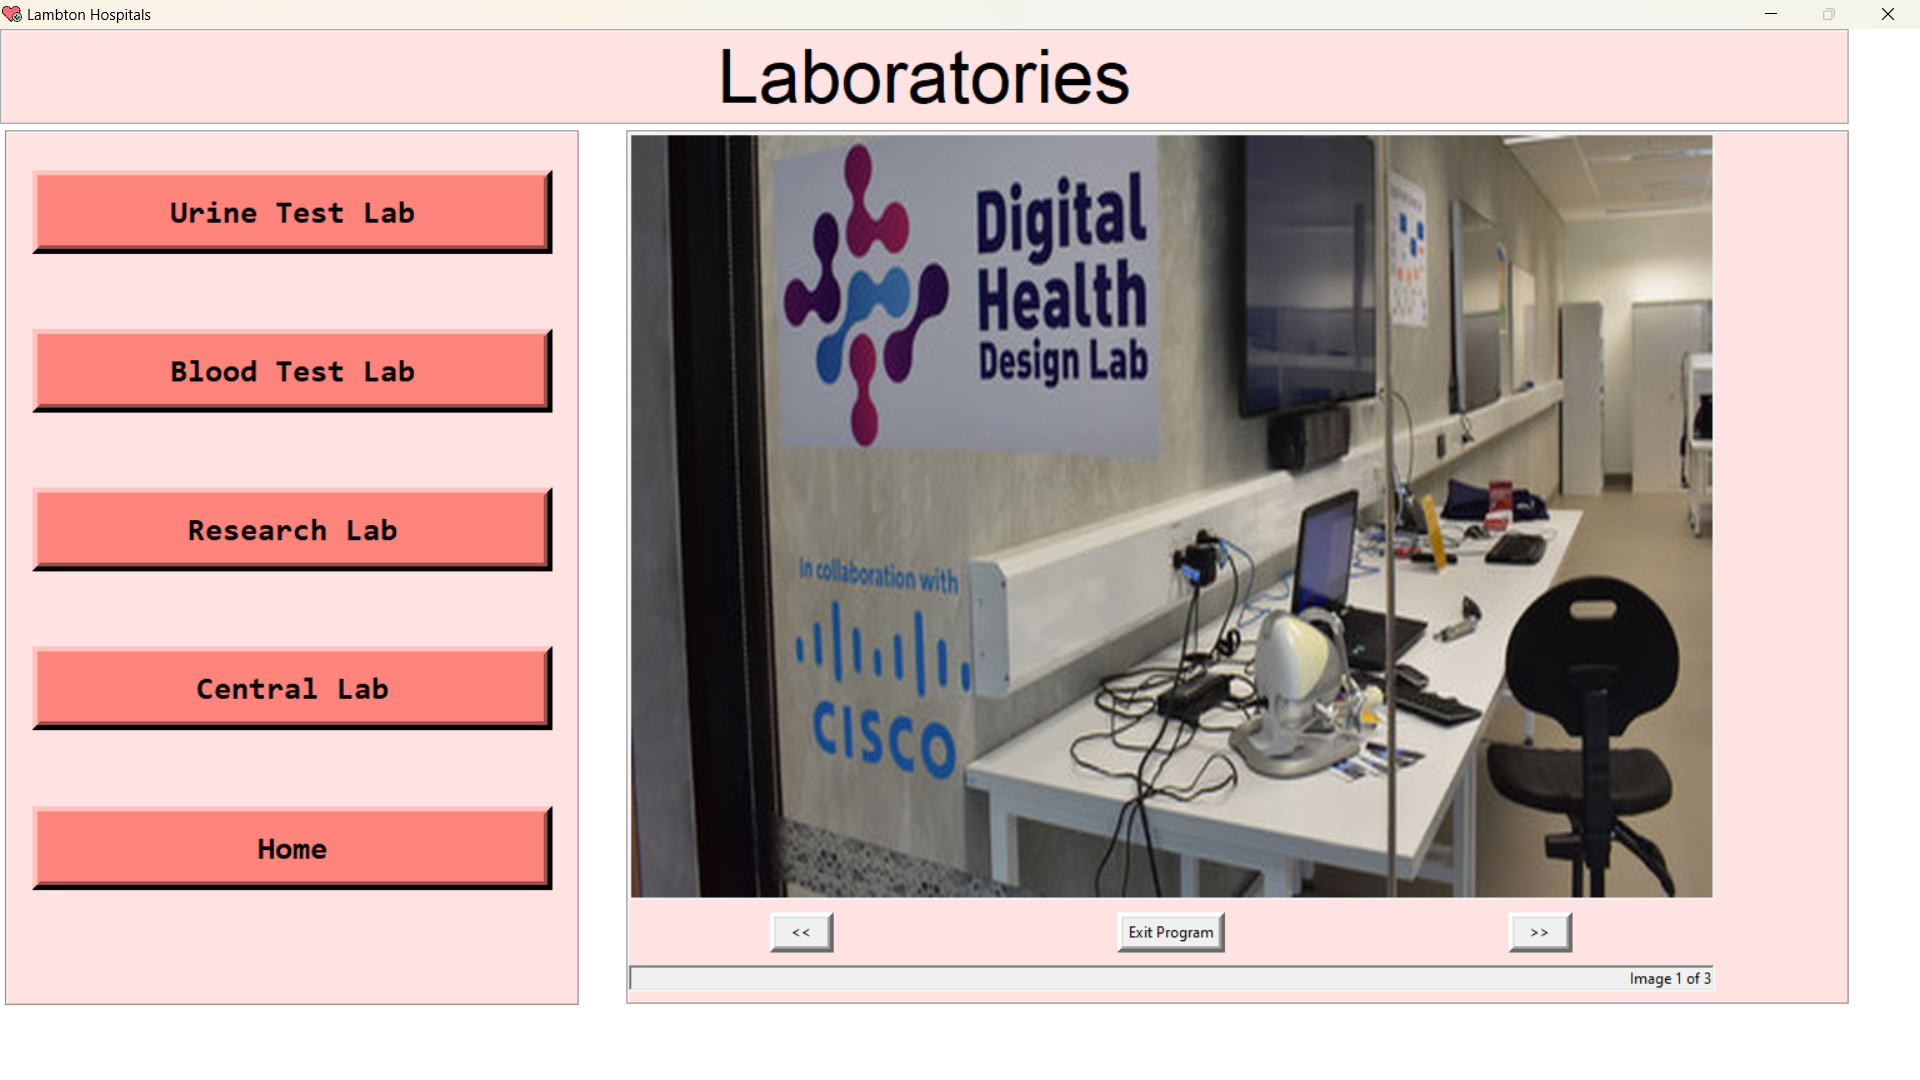 Lambton Hospitals
Laboratories
Urine Test Lab
Blood Test Lab
Research Lab
Central Lab
Home
Digital
Health
Design Lab
In collaboration with
CISCO
<<
Exit Program
>>
Image 1 of 3